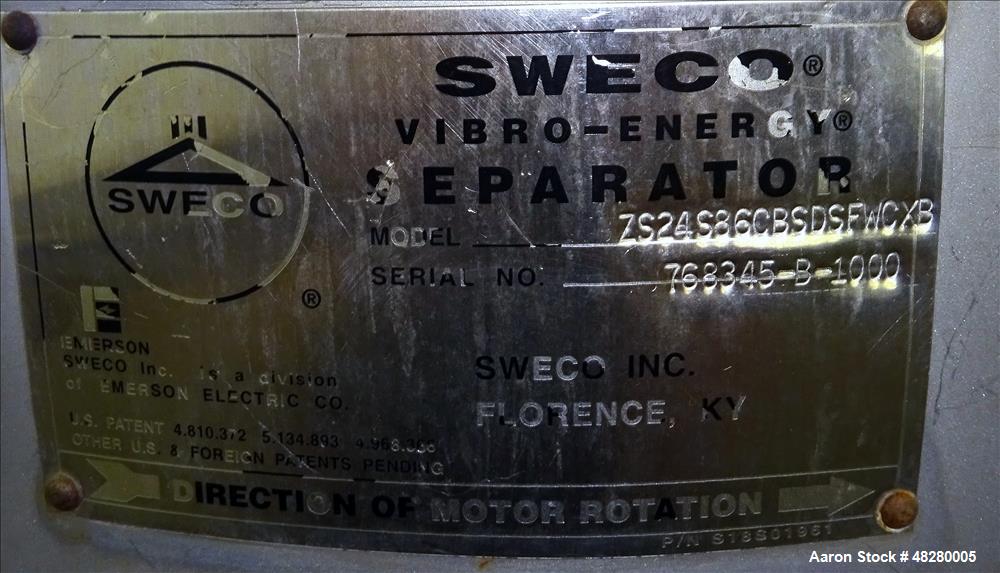 SWECO®
VIBRO-ENERGY®
SEPARATOR
SWECO
®
MODEL ZS24S86CBSDSFWCXB
SERIAL NO. 768345-B-1000
EMERSON
SWECO Inc. is a division
of EMERSON ELECTRIC CO.
SWECO INC.
FLORENCE, KY
U.S. PATENT 4.810.372 5.134.893
OTHER U.S. & FOREIGN PATENTS PENDING
DIRECTION OF MOTOR ROTATION
P/N S18S01961
Aaron Stock # 48280005